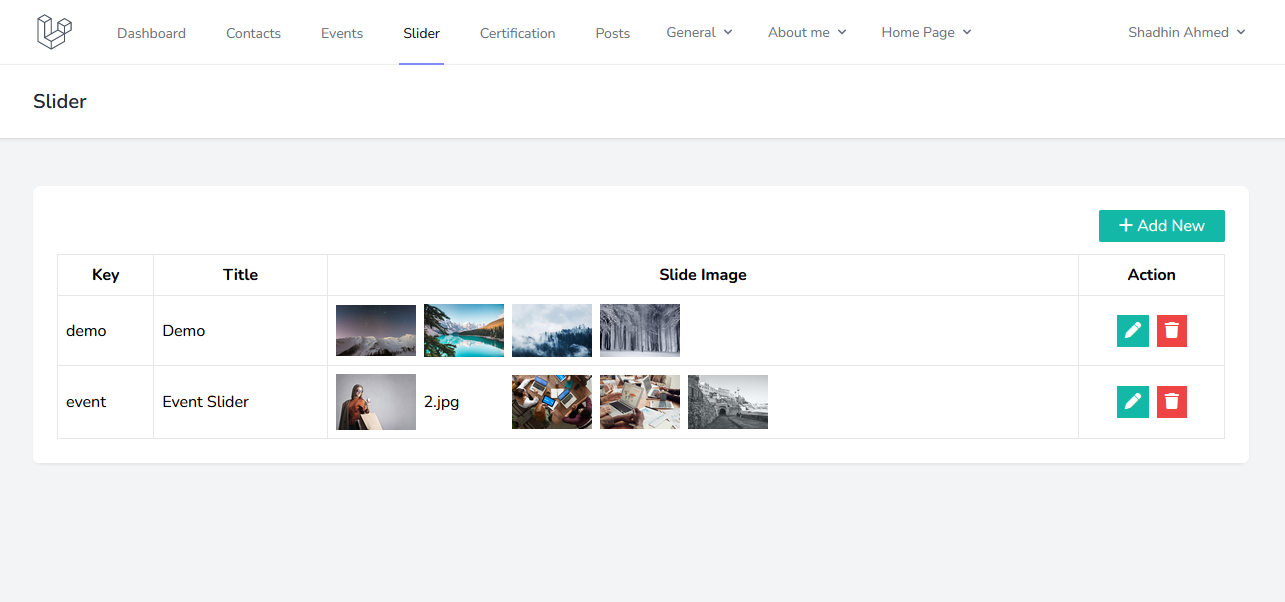 Dashboard Contacts Events Slider Certification Posts General About me Home Page Shadhin Ahmed
Slider
Add New
Key Title Slide Image Action
demo Demo
event Event Slider 2.jpg